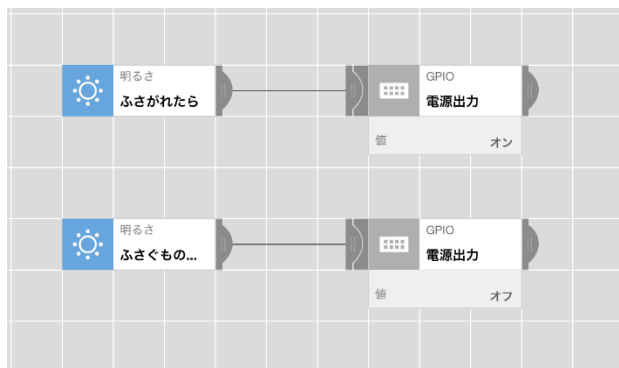 明るさ
ふさがれたら
GPIO
電源出力
値 オン
明るさ
ふさぐもの...
GPIO
電源出力
値 オフ